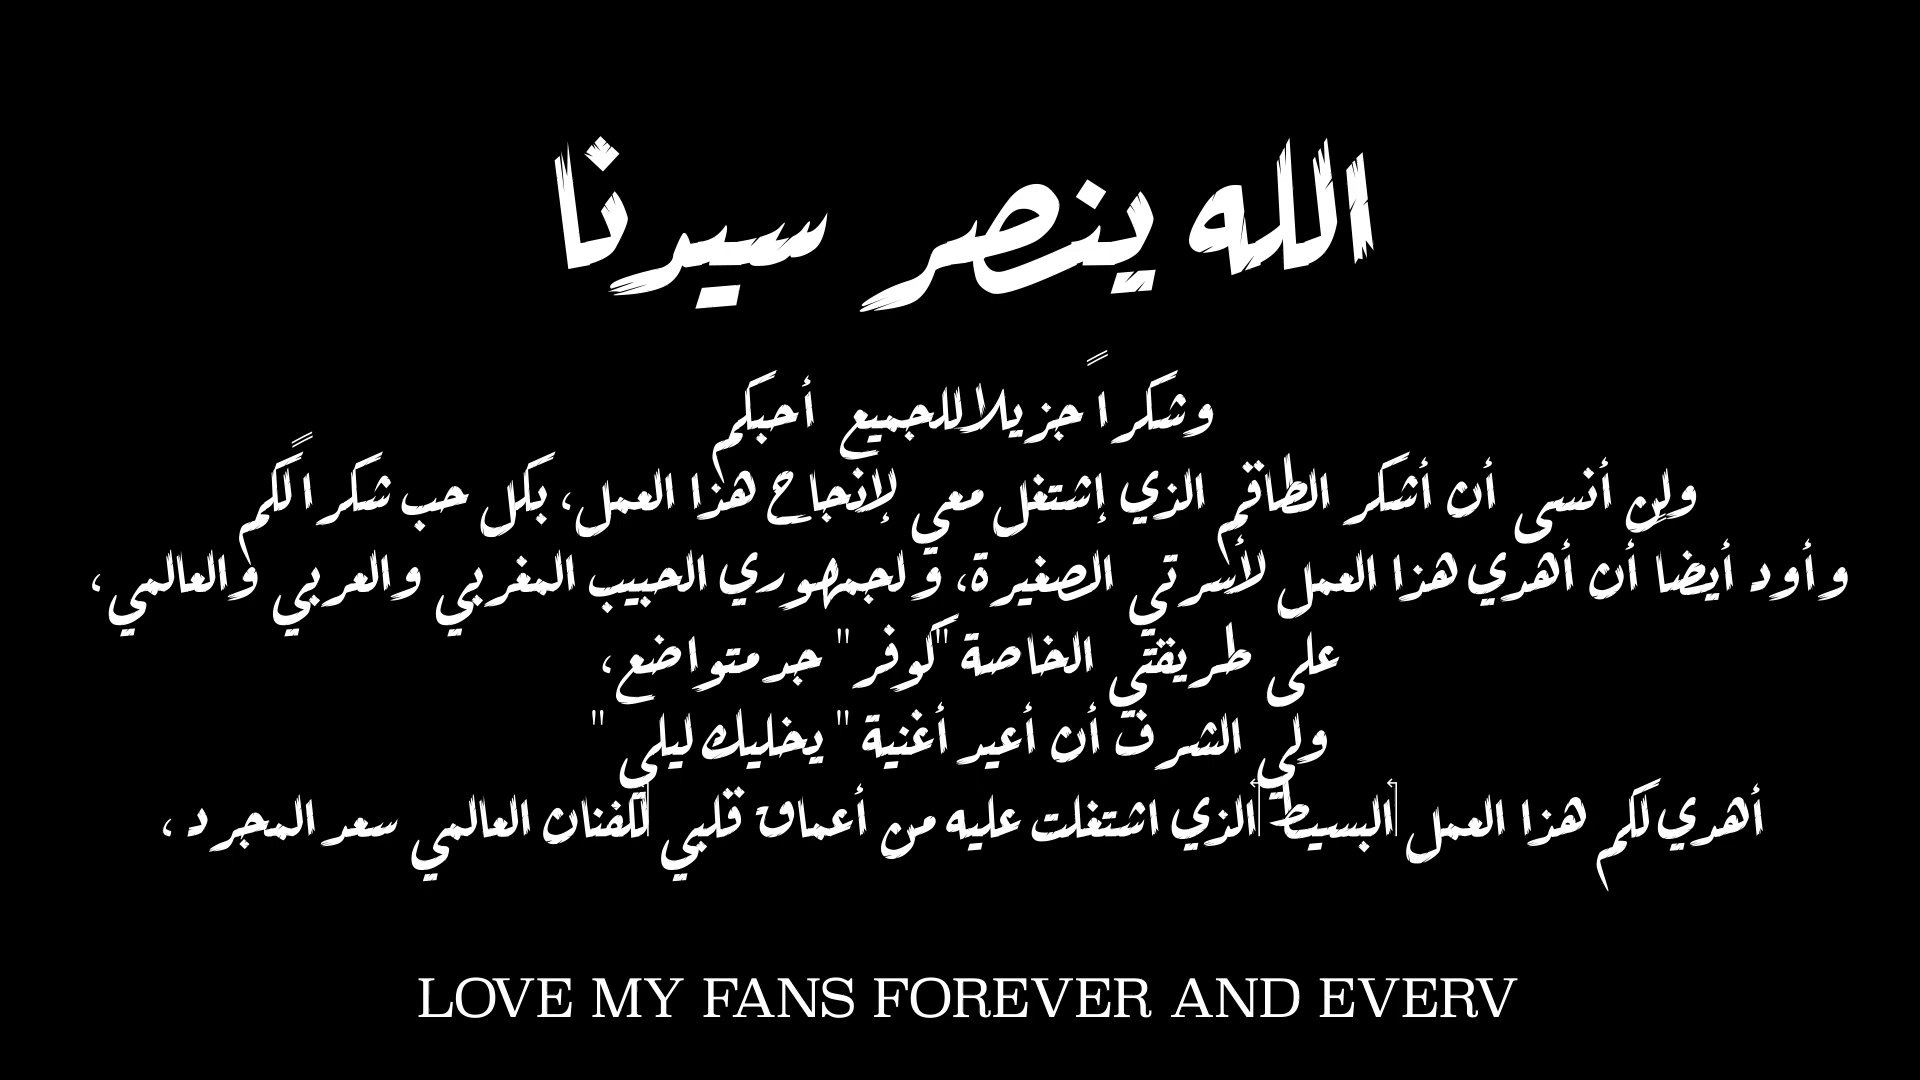 الله ينصر سيدنا
وشكراً جزيلا للجميع أحبكم
ولن أنسى أن أشكر الطاقم الذي إشتغل معي لإنجاح هذا العمل، بكل حب شكراً لكم
وأود أيضا أن أهدي هذا العمل لأسرتي الصغيرة، ولجمهوري الحبيب المغربي والعربي والعالمي،
على طريقتي الخاصة "كوفر" جد متواضع،
ولي الشرف أن أعيد أغنية " يخليك ليلي "
أهدي لكم هذا العمل البسيط الذي اشتغلت عليه من أعماق قلبي للفنان العالمي سعد المجرد ،
LOVE MY FANS FOREVER AND EVERV